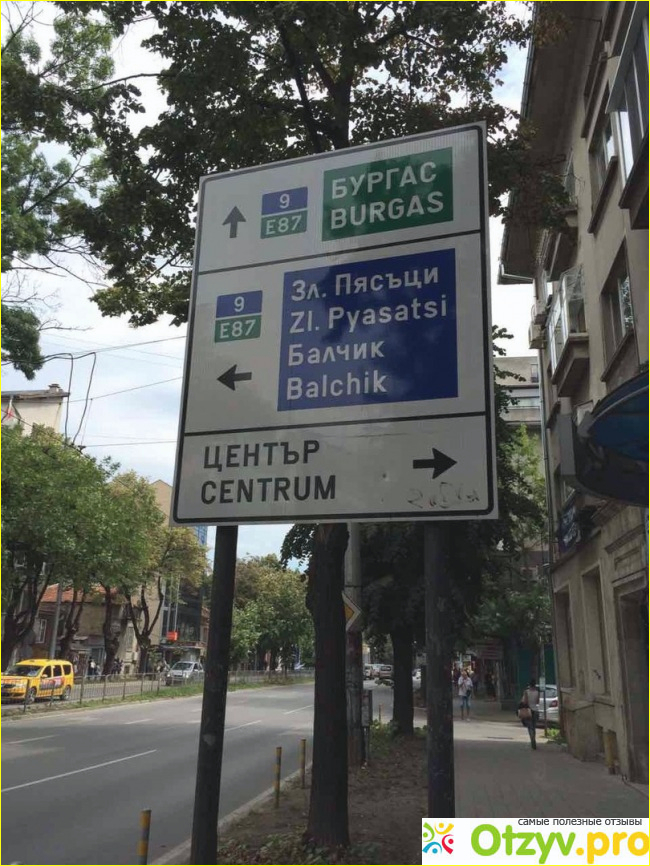 9
E87
БУРГАС
BURGAS
9
E87
Зл. Пясъци
Zl. Pyasatsi
Балчик
Balchik
ЦЕНТЪР
CENTRUM
самые полезные отзывы
Otzyv.pro